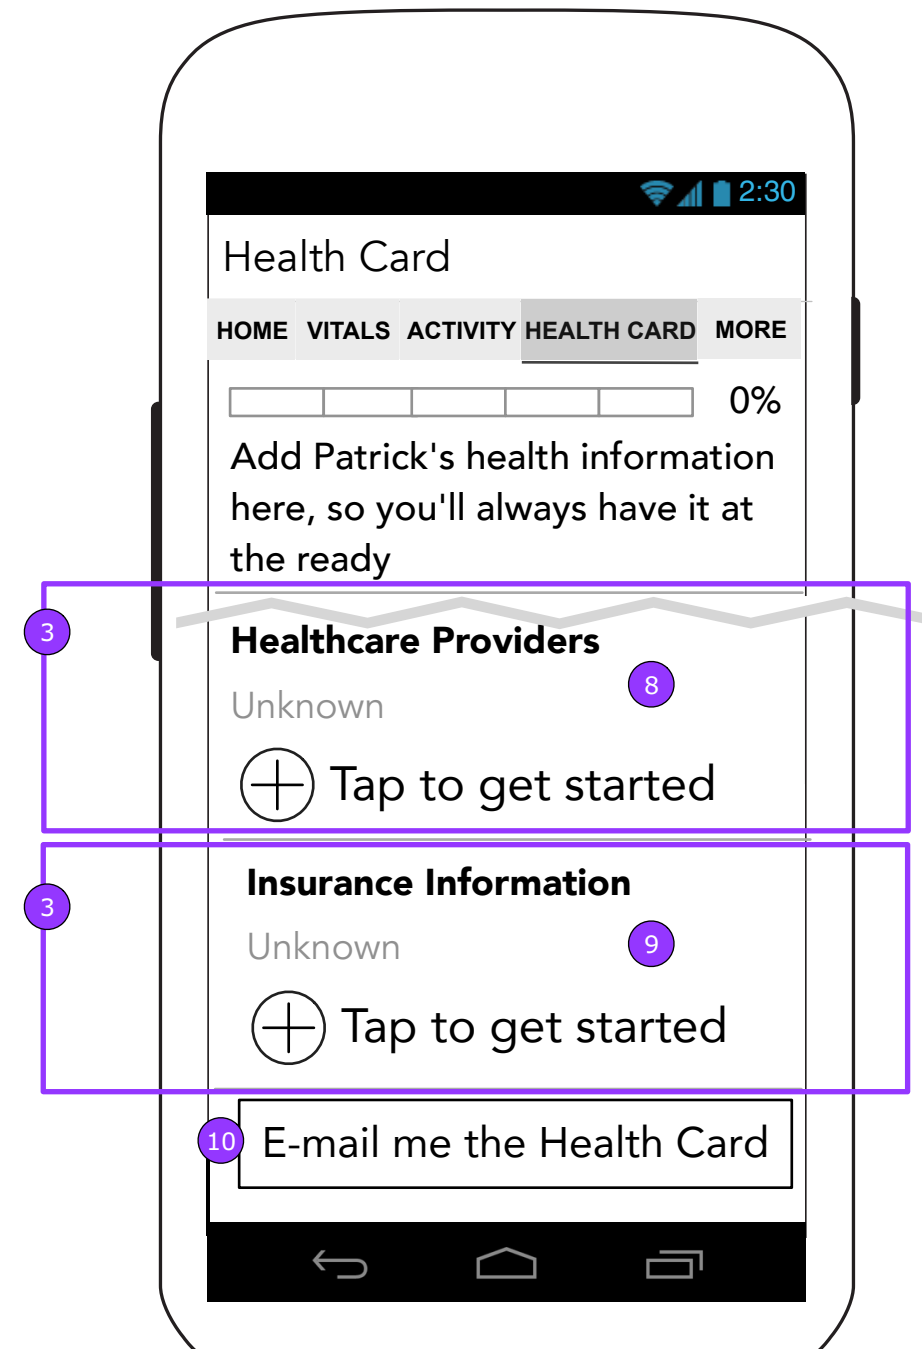 2:30
Health Card
HOME VITALS ACTIVITY HEALTH CARD MORE
0%
Add Patrick's health information
here, so you'll always have it at
the ready
3
Healthcare Providers
8
Unknown
Tap to get started
3
Insurance Information
9
Unknown
Tap to get started
10
E-mail me the Health Card